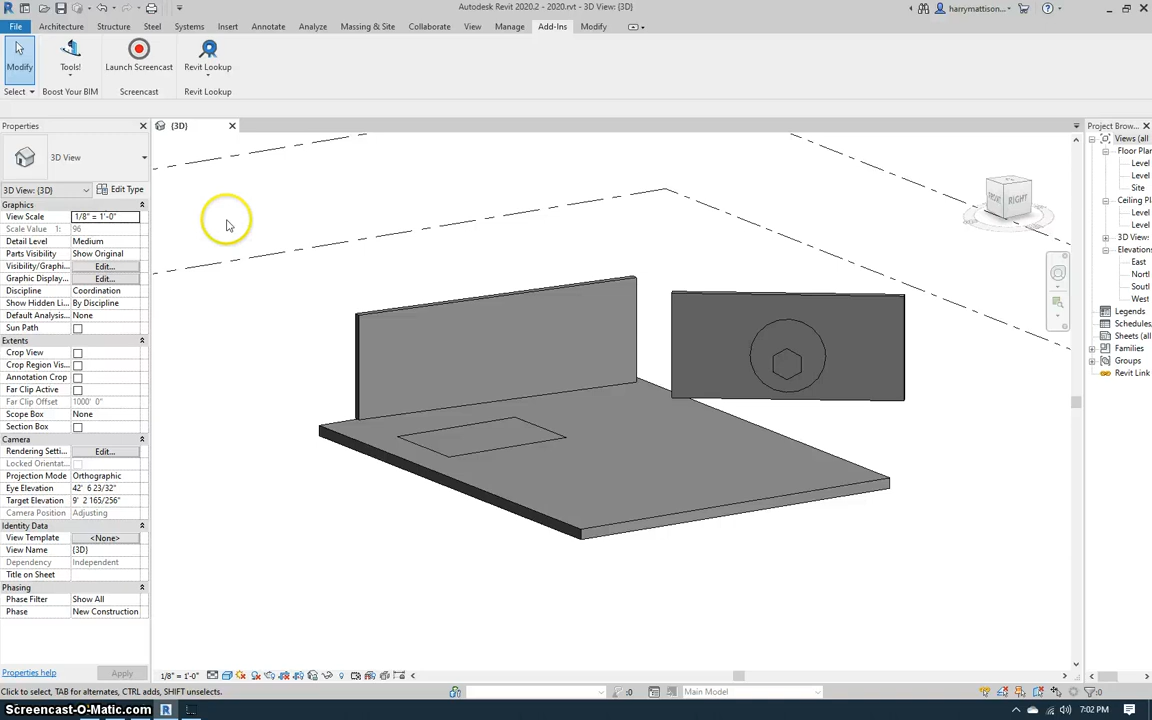 Autodesk Revit 2020.2 - 2020.rvt - 3D View: {3D}
harrymattison...
File Architecture Structure Steel Systems Insert Annotate Analyze Massing & Site Collaborate View Manage Add-Ins Modify
Modify Tools! Launch Screencast Revit Lookup
Select Boost Your BIM Screencast Revit Lookup
Properties
{3D}
Project Brow...
3D View
3D View: {3D} Edit Type
Graphics
View Scale 1/8" = 1'-0"
Scale Value 1: 96
Detail Level Medium
Parts Visibility Show Original
Visibility/Graphi... Edit...
Graphic Display... Edit...
Discipline Coordination
Show Hidden Li... By Discipline
Default Analysis... None
Sun Path
Extents
Crop View
Crop Region Vis...
Annotation Crop
Far Clip Active
Far Clip Offset 1000' 0"
Scope Box None
Section Box
Camera
Rendering Setti... Edit...
Locked Orientat...
Projection Mode Orthographic
Eye Elevation 42' 6 23/32"
Target Elevation 9' 2 165/256"
Camera Position Adjusting
Identity Data
View Template <None>
View Name {3D}
Dependency Independent
Title on Sheet
Phasing
Phase Filter Show All
Phase New Construction
Properties help Apply
FRONT RIGHT
Views (all
Floor Plan
Level
Level
Site
Ceiling P
Level
Level
3D View:
Elevation
East
North
South
West
Legends
Schedules,
Sheets (all
Families
Groups
Revit Link
1/8" = 1'-0"
Click to select, TAB for alternates, CTRL adds, SHIFT unselects.
:0
Main Model
:0
Screencast-O-Matic.com
7:02 PM